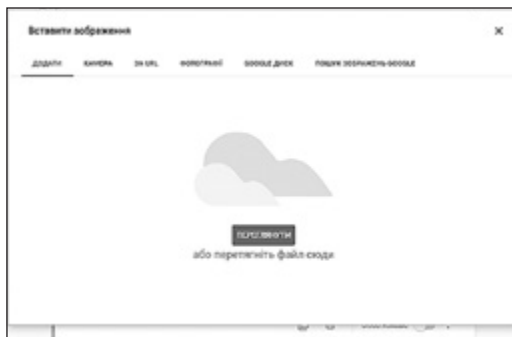 Вставити зображення
ДОДАТИ КАМЕРА ЗА URL ФОТОГРАФІЇ GOOGLE ДИСК ПОШУК ЗОБРАЖЕНЬ GOOGLE
ПЕРЕГЛЯНУТИ
або перетягніть файл сюди